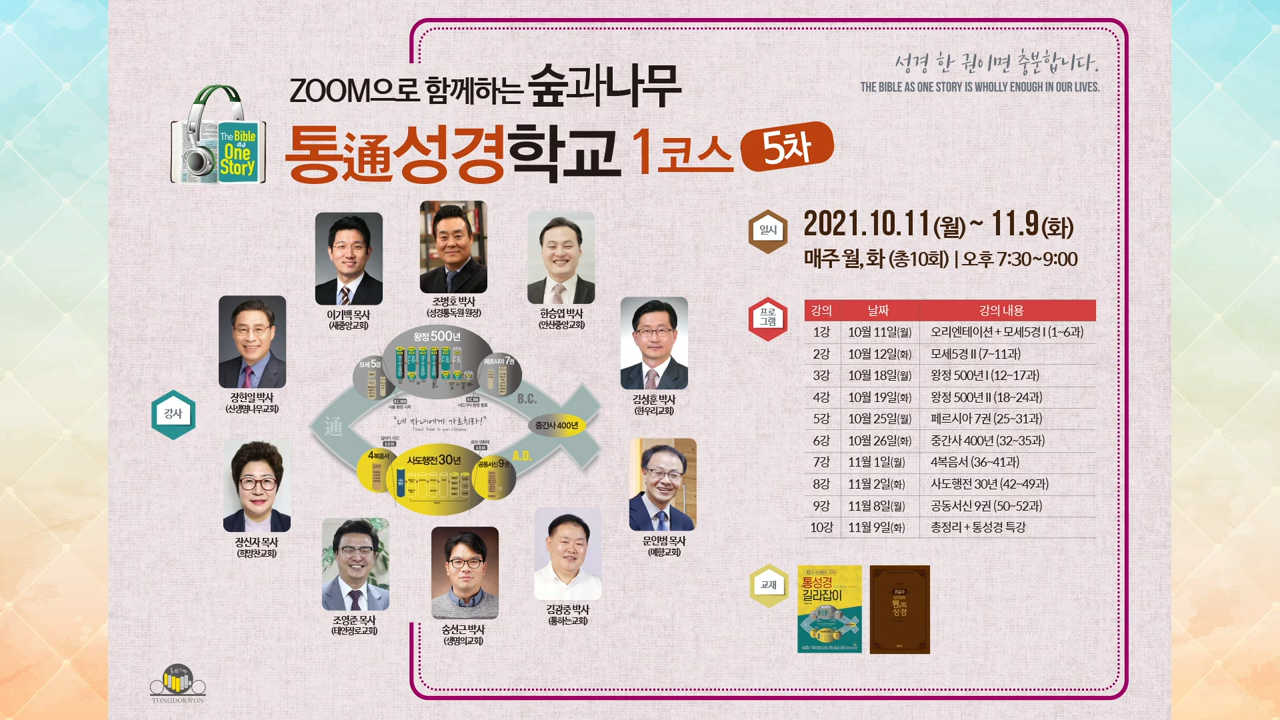 성경 한 권이면 충분합니다.
THE BIBLE AS ONE STORY IS WHOLLY ENOUGH IN OUR LIVES.
ZOOM으로 함께하는 숲과나무
통通성경학교 1코스 5차
The Bible
as
One
Story
강사
이기백 목사
(세중앙교회)
조병호 박사
(성경통독원 원장)
한승엽 박사
(안산중앙교회)
장한일 박사
(신생명나무교회)
김성훈 박사
(한우리교회)
장신자 목사
(희망찬교회)
문인범 목사
(예향교회)
조영준 목사
(태안장로교회)
송선근 박사
(생명의교회)
김광중 박사
(통하는교회)
왕정 500년
모세 5경
페르시아 7권
B.C.
通
"네 자녀에게 가르치라!"
중간사 400년
A.D.
4복음서
사도행전 30년
공동서신 9권
일시
2021.10.11(월) ~ 11.9(화)
매주 월, 화 (총10회) | 오후 7:30~9:00
프로
그램
강의 날짜 강의 내용
1강 10월 11일(월) 오리엔테이션 + 모세5경 I (1~6과)
2강 10월 12일(화) 모세5경 II (7~11과)
3강 10월 18일(월) 왕정 500년 I (12~17과)
4강 10월 19일(화) 왕정 500년 II (18~24과)
5강 10월 25일(월) 페르시아 7권 (25~31과)
6강 10월 26일(화) 중간사 400년 (32~35과)
7강 11월 1일(월) 4복음서 (36~41과)
8강 11월 2일(화) 사도행전 30년 (42~49과)
9강 11월 8일(월) 공동서신 9권 (50~52과)
10강 11월 9일(화) 총정리 + 통성경 특강
교재
통성경
길라잡이
성경
TONGDOKWON